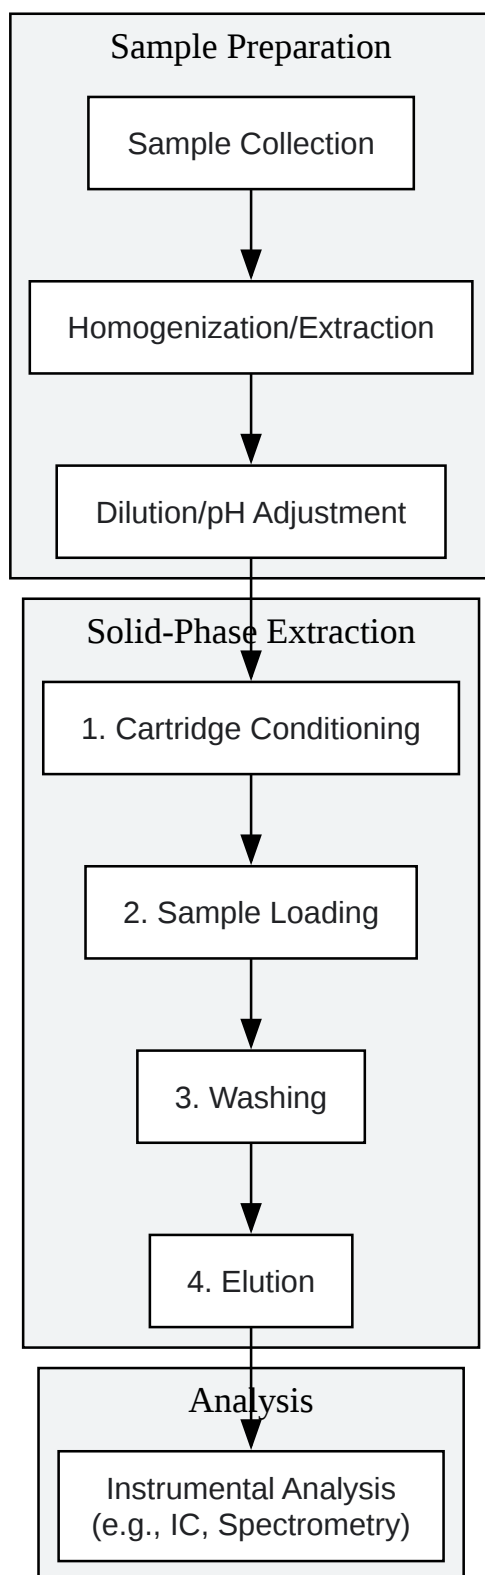 Sample Preparation
Sample Collection
Homogenization/Extraction
Dilution/pH Adjustment
Solid-Phase Extraction
1. Cartridge Conditioning
2. Sample Loading
3. Washing
4. Elution
Analysis
Instrumental Analysis
(e.g., IC, Spectrometry)